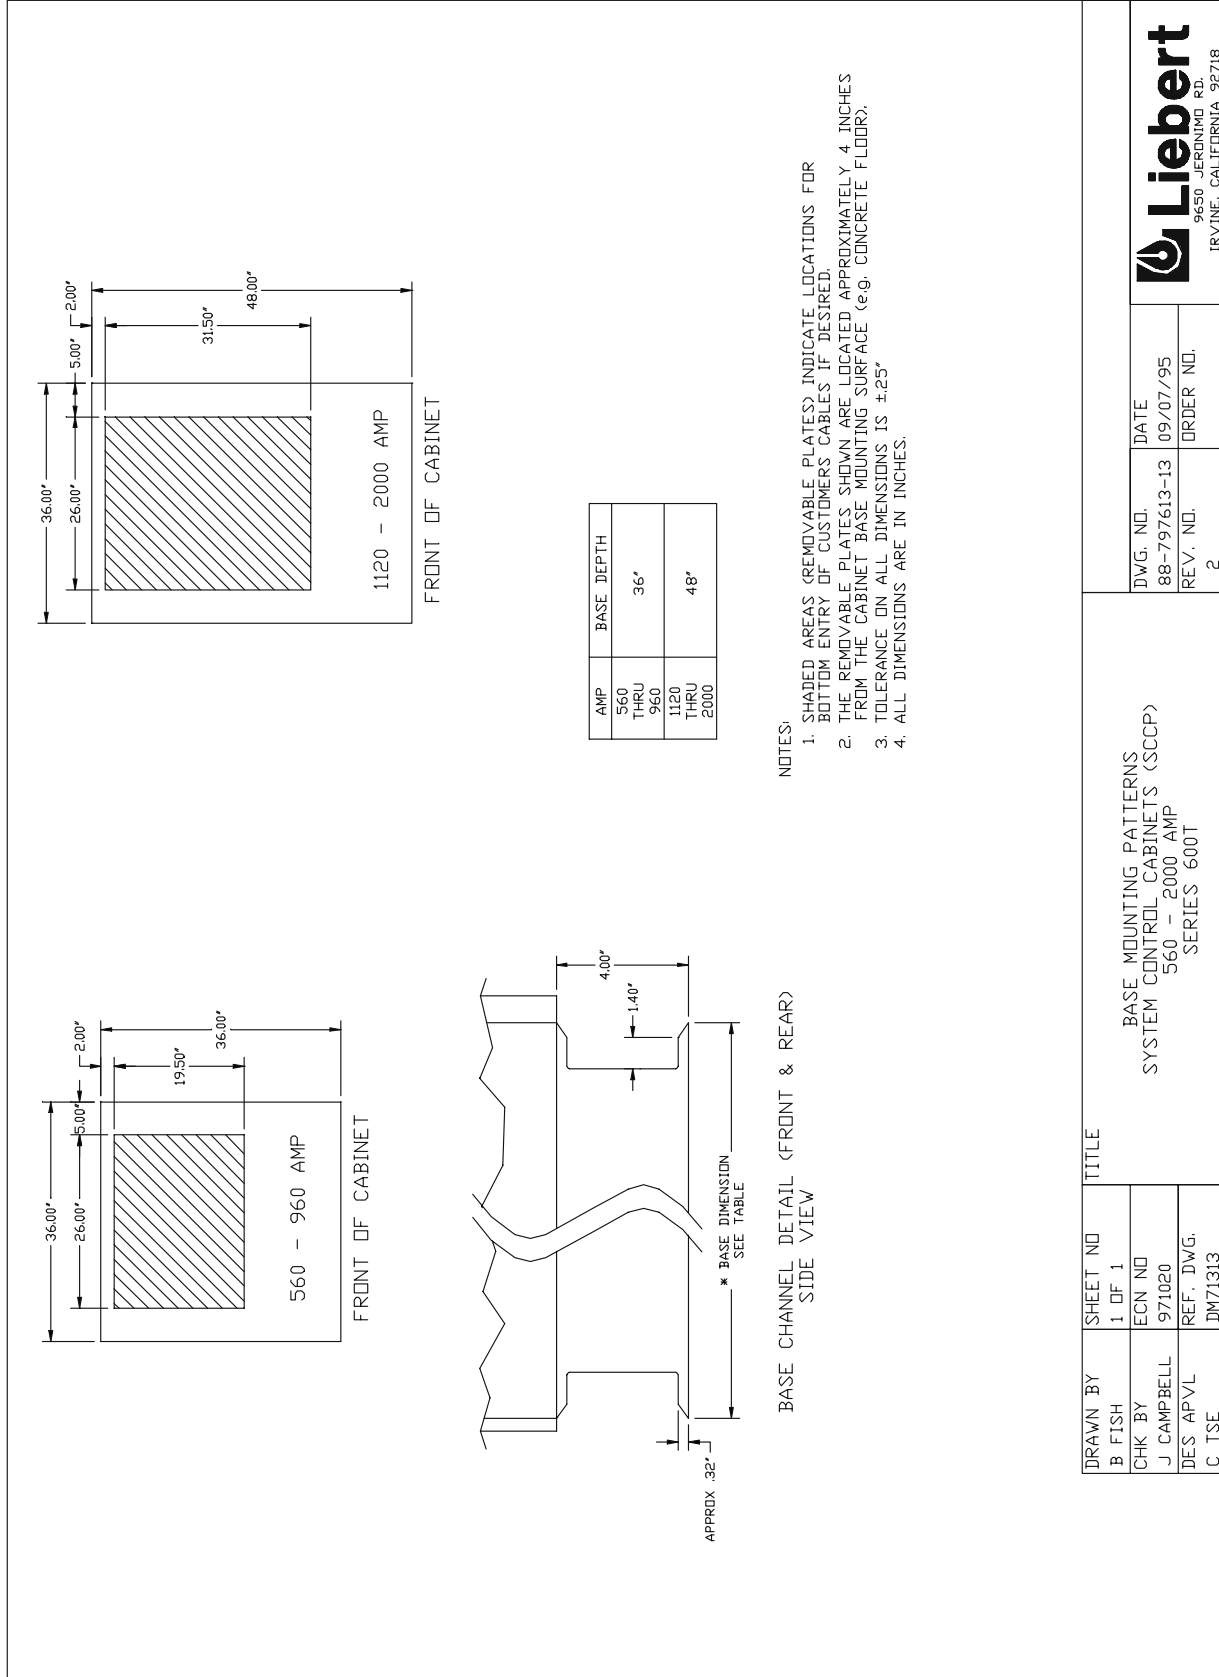 36.00"
26.00"
5.00"
2.00"
19.50"
36.00"
560 - 960 AMP
FRONT OF CABINET
36.00"
26.00"
5.00"
2.00"
31.50"
48.00"
1120 - 2000 AMP
FRONT OF CABINET
4.00"
1.40"
APPROX .32"
* BASE DIMENSION
SEE TABLE
BASE CHANNEL DETAIL (FRONT & REAR)
SIDE VIEW
AMP BASE DEPTH
560
THRU 36"
960
1120
THRU 48"
2000
NOTES:
1. SHADED AREAS (REMOVABLE PLATES) INDICATE LOCATIONS FOR
BOTTOM ENTRY OF CUSTOMERS CABLES IF DESIRED.
2. THE REMOVABLE PLATES SHOWN ARE LOCATED APPROXIMATELY 4 INCHES
FROM THE CABINET BASE MOUNTING SURFACE (e.g. CONCRETE FLOOR).
3. TOLERANCE ON ALL DIMENSIONS IS ±.25"
4. ALL DIMENSIONS ARE IN INCHES.
DRAWN BY
B FISH
CHK BY
J CAMPBELL
DES APVL
C TSE
SHEET NO
1 OF 1
ECN NO
971020
REF. DWG.
DM71313
TITLE
BASE MOUNTING PATTERNS
SYSTEM CONTROL CABINETS (SCCP)
560 - 2000 AMP
SERIES 600T
DWG. NO.
88-797613-13
REV. NO.
2
DATE
09/07/95
ORDER NO.
Liebert
9650 JERONIMO RD.
IRVINE, CALIFORNIA 92718